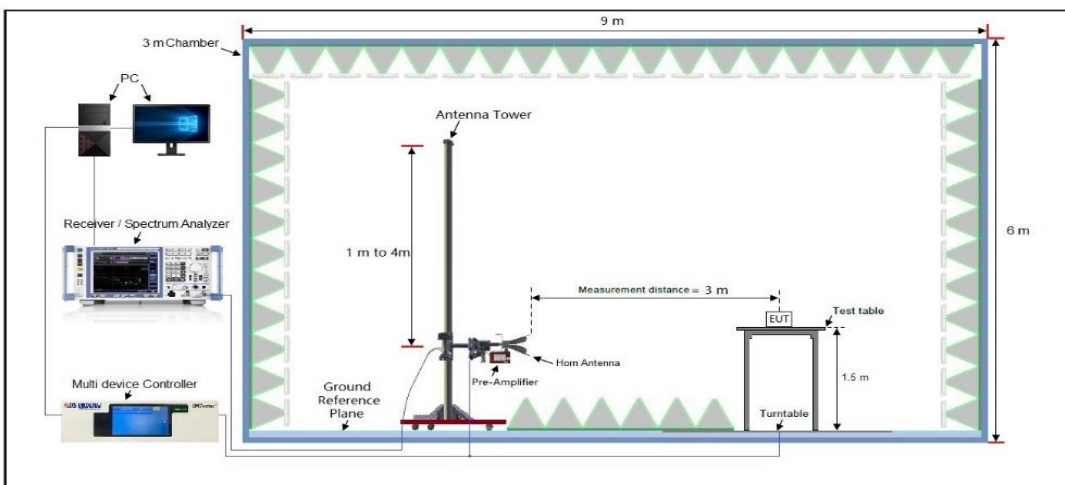 9 m
3 m Chamber
PC
Antenna Tower
Receiver / Spectrum Analyzer
1 m to 4m
6 m
Measurement distance = 3 m
EUT
Test table
Horn Antenna
Pre-Amplifier
1.5 m
Multi device Controller
Ground
Reference
Plane
Turntable